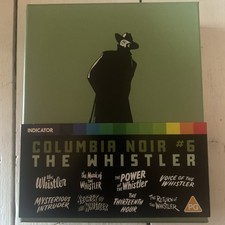 INDICATOR
COLUMBIA NOIR #6
THE WHISTLER
the Whistler
The Mark of the WHISTLER
THE POWER of the Whistler
VOICE OF THE WHISTLER
MYSTERIOUS INTRUDER
THE THIRTEENTH HOUR
The Return of the WHISTLER
PG